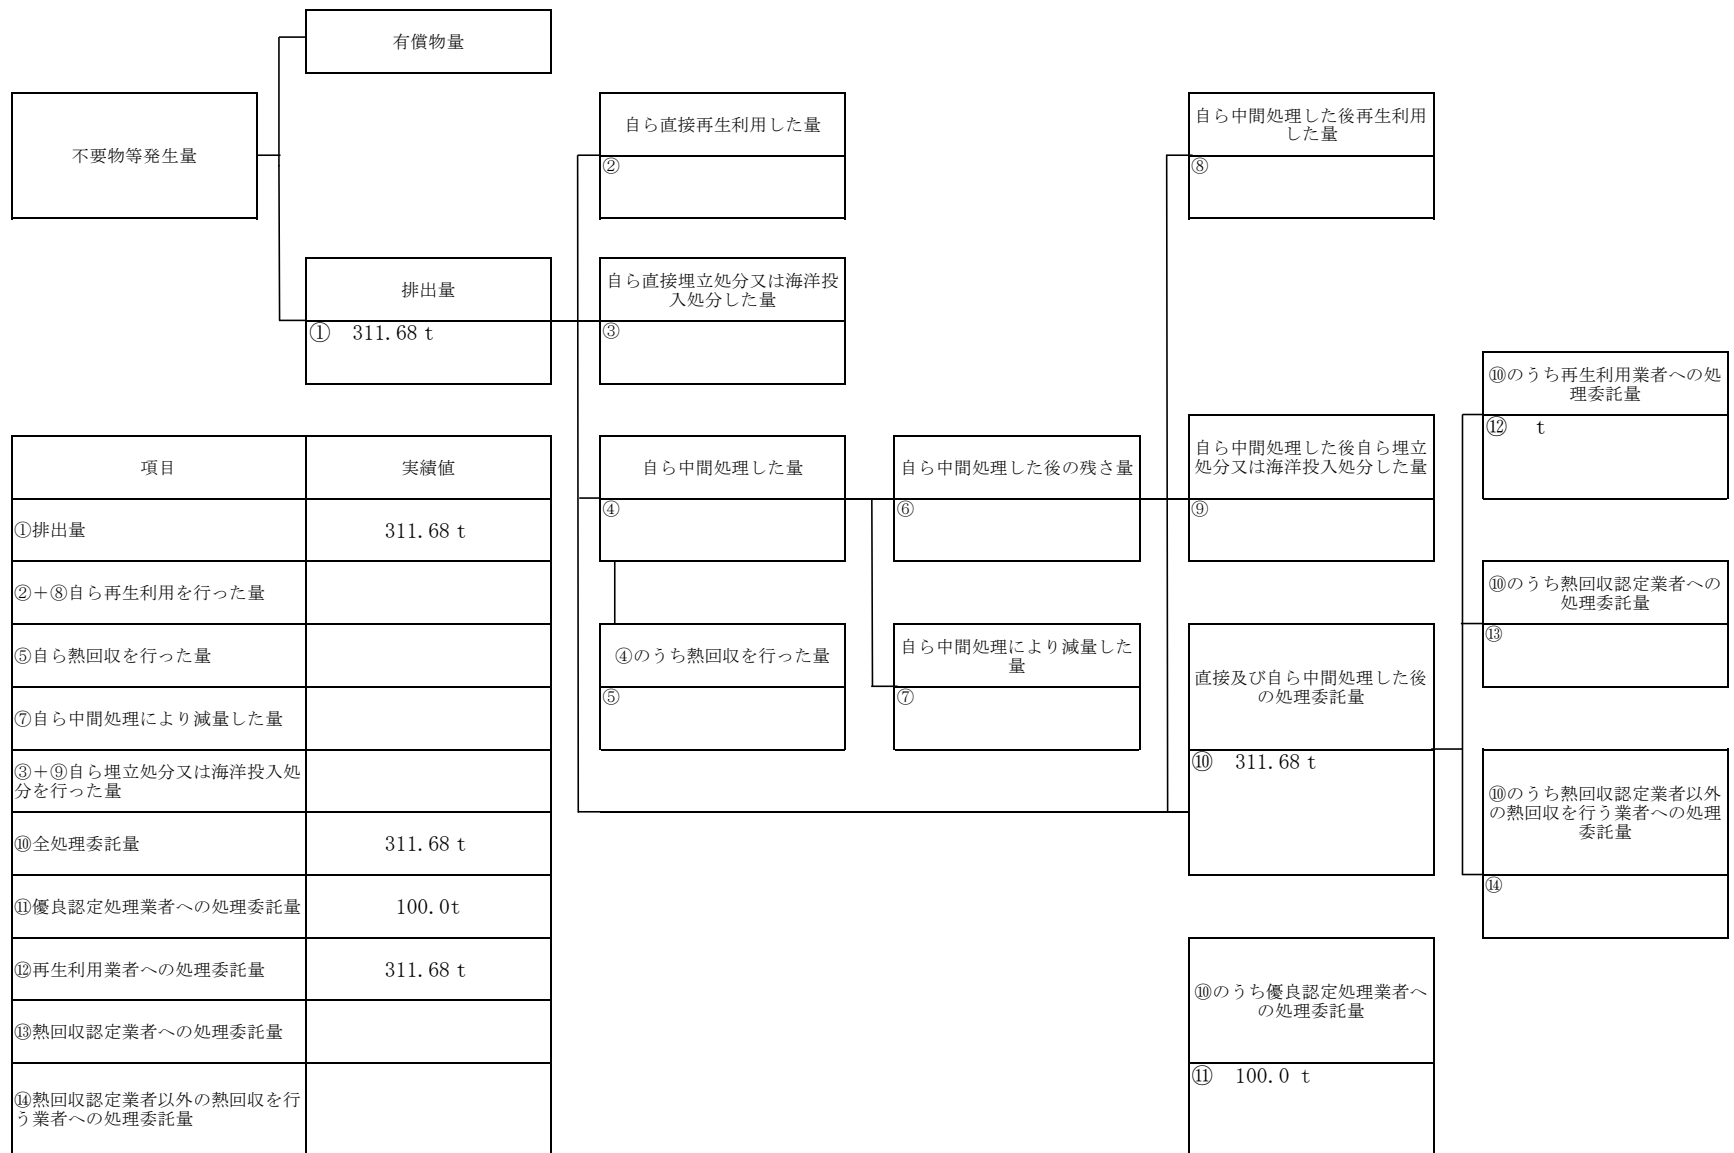 有償物量
不要物等発生量
自ら直接再生利用した量
②
自ら中間処理した後再生利用
した量
⑧
排出量
① 311.68 t
自ら直接埋立処分又は海洋投
入処分した量
③
⑩のうち再生利用業者への処
理委託量
⑫ t
自ら中間処理した量
④
自ら中間処理した後の残さ量
⑥
自ら中間処理した後自ら埋立
処分又は海洋投入処分した量
⑨
⑩のうち熱回収認定業者への
処理委託量
⑬
④のうち熱回収を行った量
⑤
自ら中間処理により減量した
量
⑦
直接及び自ら中間処理した後
の処理委託量
⑩ 311.68 t
⑩のうち熱回収認定業者以外
の熱回収を行う業者への処理
委託量
⑭
⑩のうち優良認定処理業者へ
の処理委託量
⑪ 100.0 t
項目 実績値
①排出量 311.68 t
②+⑧自ら再生利用を行った量
⑤自ら熱回収を行った量
⑦自ら中間処理により減量した量
③+⑨自ら埋立処分又は海洋投入処
分を行った量
⑩全処理委託量 311.68 t
⑪優良認定処理業者への処理委託量 100.0t
⑫再生利用業者への処理委託量 311.68 t
⑬熱回収認定業者への処理委託量
⑭熱回収認定業者以外の熱回収を行
う業者への処理委託量